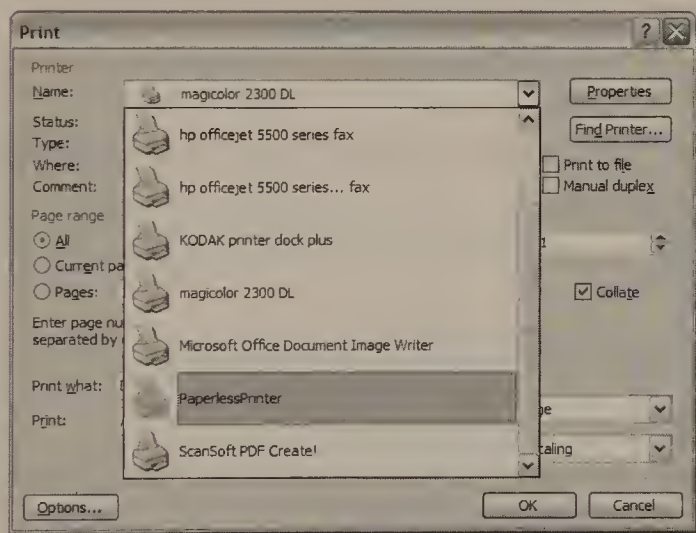 Print
Printer
Name: magicolor 2300 DL Properties
Status: Find Printer...
Type:
Where: Print to file
Comment: Manual duplex
hp officejet 5500 series fax
hp officejet 5500 series... fax
KODAK printer dock plus
magicolor 2300 DL
Microsoft Office Document Image Writer
PaperlessPrinter
ScanSoft PDF Create!
Page range
All
Current pa
Pages: Collate
Enter page nu
separated by
Print what:
Print:
ge
caling
Options... OK Cancel